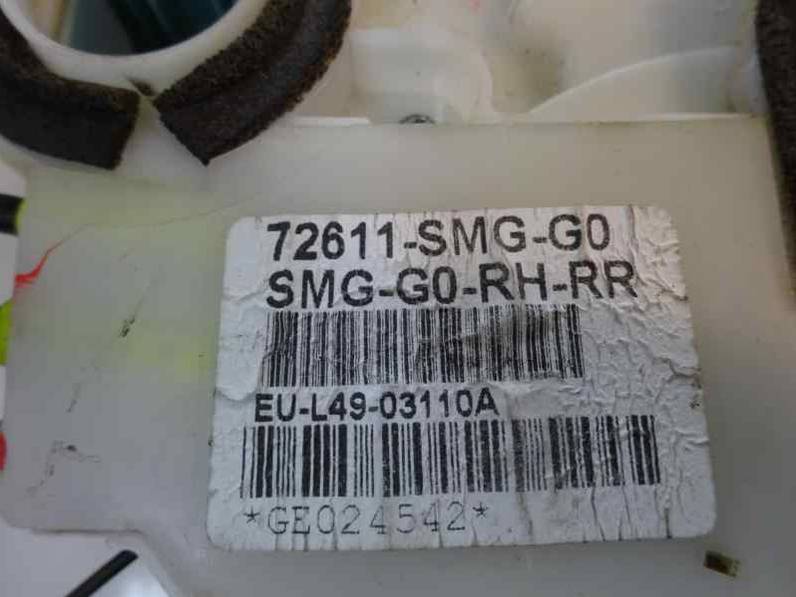 72611-SMG-G0
SMG-G0-RH-RR
EU-L49-03110A
*GE024542*